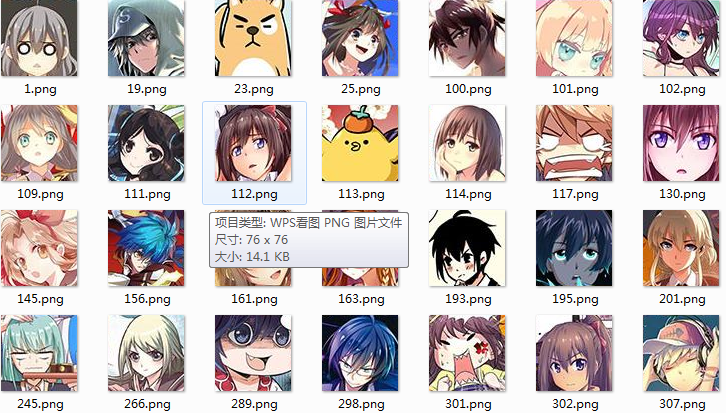 1.png
19.png
23.png
25.png
100.png
101.png
102.png
109.png
111.png
112.png
113.png
114.png
117.png
130.png
项目类型: WPS看图 PNG 图片文件
尺寸: 76 x 76
大小: 14.1 KB
145.png
156.png
161.png
163.png
193.png
195.png
201.png
245.png
266.png
289.png
298.png
301.png
302.png
307.png